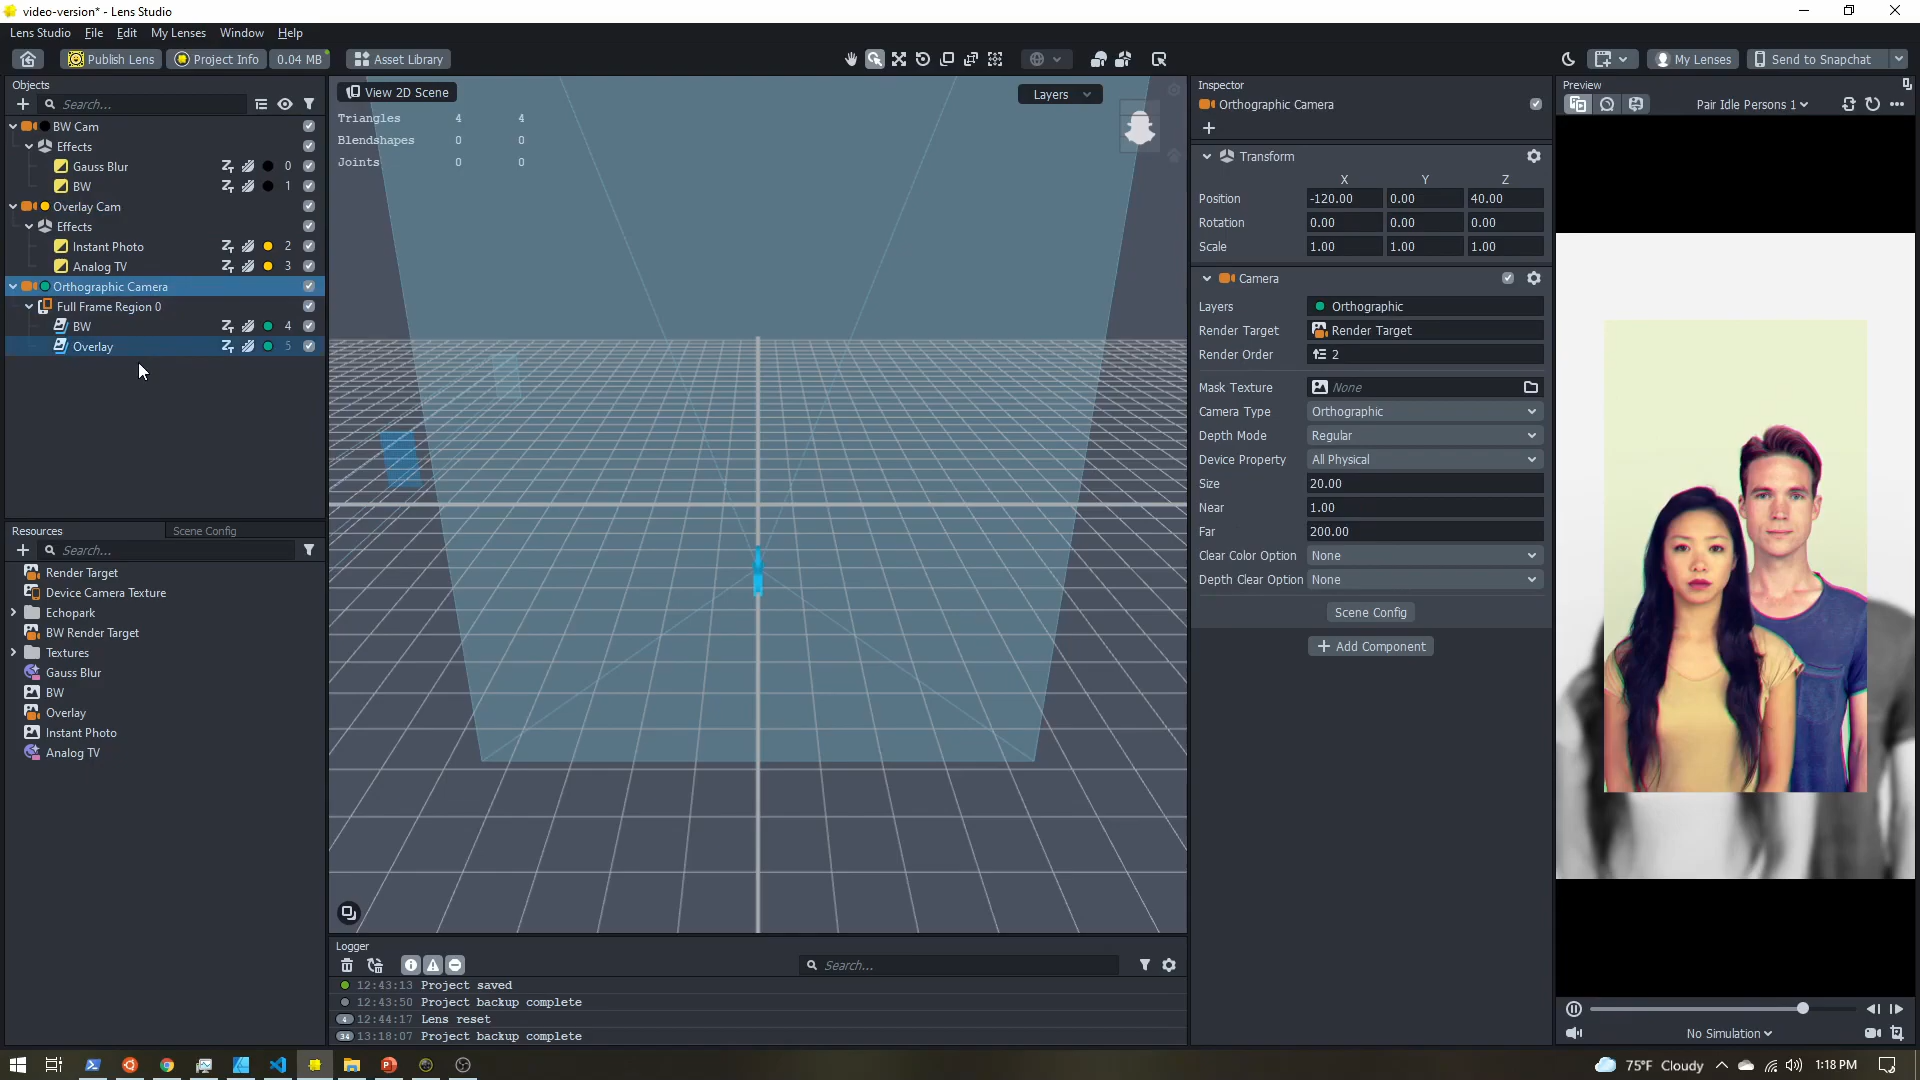 video-version* - Lens Studio
Lens Studio File Edit My Lenses Window Help
Publish Lens Project Info 0.04 MB Asset Library My Lenses Send to Snapchat
Objects
Search...
BW Cam
Effects
Gauss Blur 0
BW 1
Overlay Cam
Effects
Instant Photo 2
Analog TV 3
Orthographic Camera
Full Frame Region 0
BW 4
Overlay 5
Resources Scene Config
Search...
Render Target
Device Camera Texture
Echopark
BW Render Target
Textures
Gauss Blur
BW
Overlay
Instant Photo
Analog TV
View 2D Scene
Layers
Triangles 4 4
Blendshapes 0 0
Joints 0 0
Logger
Search...
12:43:13 Project saved
12:43:50 Project backup complete
4 12:44:17 Lens reset
34 13:18:07 Project backup complete
Inspector
Orthographic Camera
Transform
X Y Z
Position -120.00 0.00 40.00
Rotation 0.00 0.00 0.00
Scale 1.00 1.00 1.00
Camera
Layers Orthographic
Render Target Render Target
Render Order 2
Mask Texture None
Camera Type Orthographic
Depth Mode Regular
Device Property All Physical
Size 20.00
Near 1.00
Far 200.00
Clear Color Option None
Depth Clear Option None
Scene Config
Add Component
Preview
Pair Idle Persons 1
No Simulation
75°F Cloudy 1:18 PM